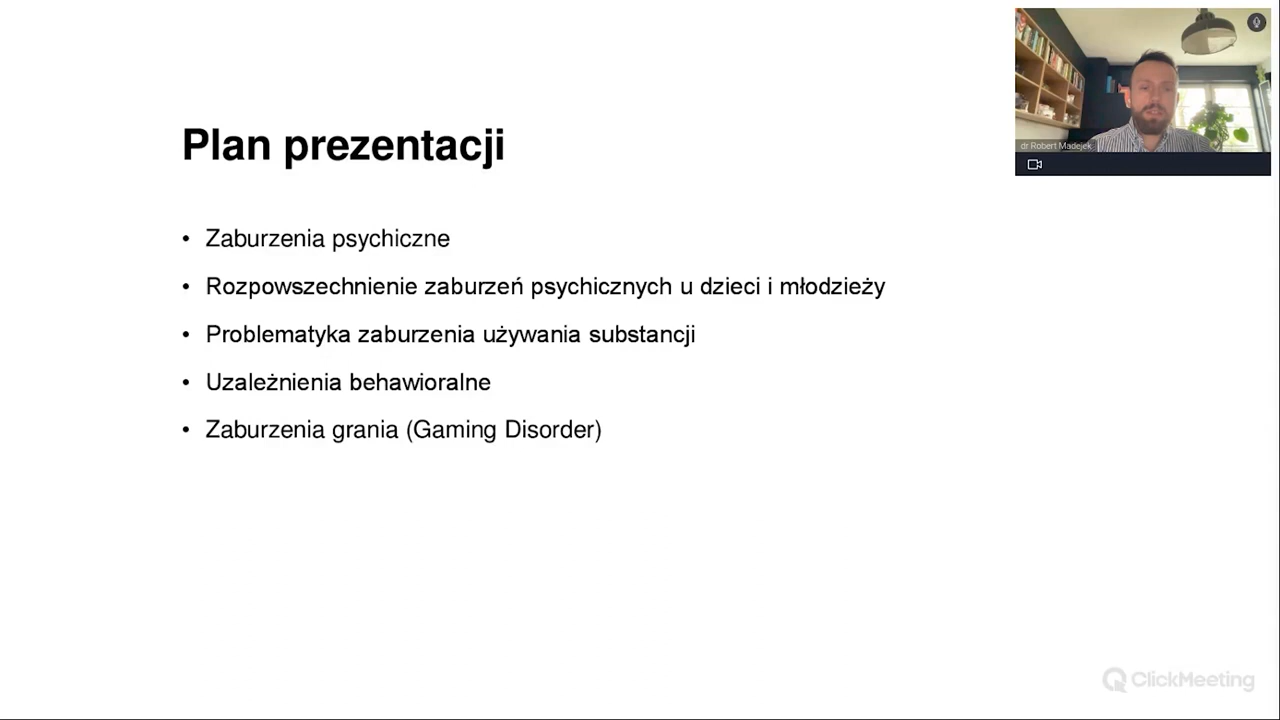 Plan prezentacji
• Zaburzenia psychiczne
• Rozpowszechnienie zaburzeń psychicznych u dzieci i młodzieży
• Problematyka zaburzenia używania substancji
• Uzależnienia behawioralne
• Zaburzenia grania (Gaming Disorder)
dr Robert Madejek
ClickMeeting